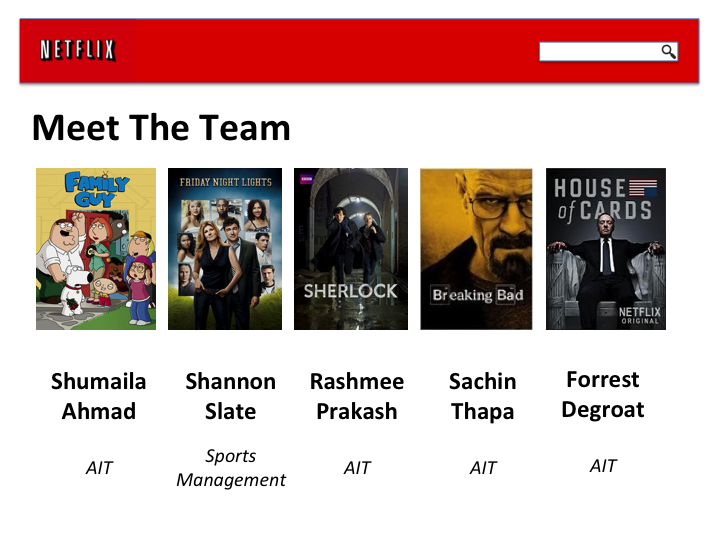 NETFLIX
Meet The Team
FAMILY
GUY
FRIDAY NIGHT LIGHTS
BBC
SHERLOCK
Breaking Bad
HOUSE
of CARDS
NETFLIX
ORIGINAL
Shumaila
Ahmad
Shannon
Slate
Rashmee
Prakash
Sachin
Thapa
Forrest
Degroat
AIT
Sports
Management
AIT
AIT
AIT